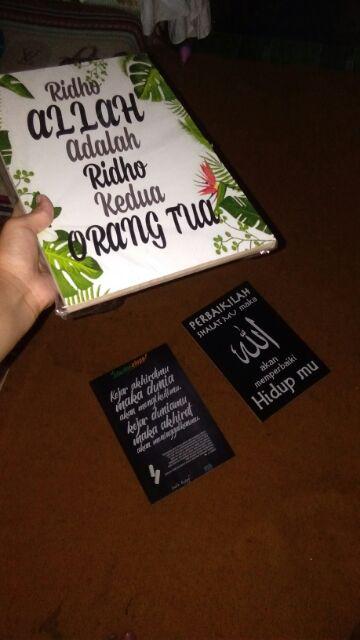 Ridho
ALLAH
adalah
Ridho
Kedua
ORANG TUA
PERBAIKILAH
SHALAT MU maka
الله
akan
memperbaiki
Hidup mu
Kejar akhiratmu
maka dunia
akan mengikutimu.
kejar duniamu
maka akhirat
akan meninggalkanmu.